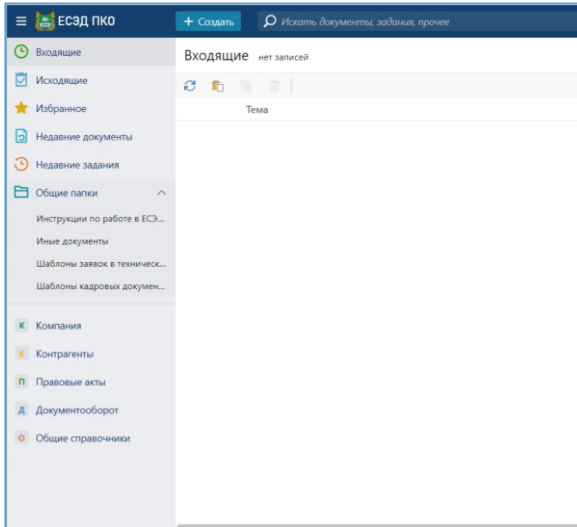 ЕСЭД ПКО
+ Создать
Искать документы, задания, прочее
Входящие
Исходящие
Избранное
Недавние документы
Недавние задания
Общие папки
Инструкции по работе в ЕСЭ...
Иные документы
Шаблоны заявок в техническ...
Шаблоны кадровых докумен...
К Компания
К Контрагенты
П Правовые акты
Д Документооборот
О Общие справочники
Входящие нет записей
Тема